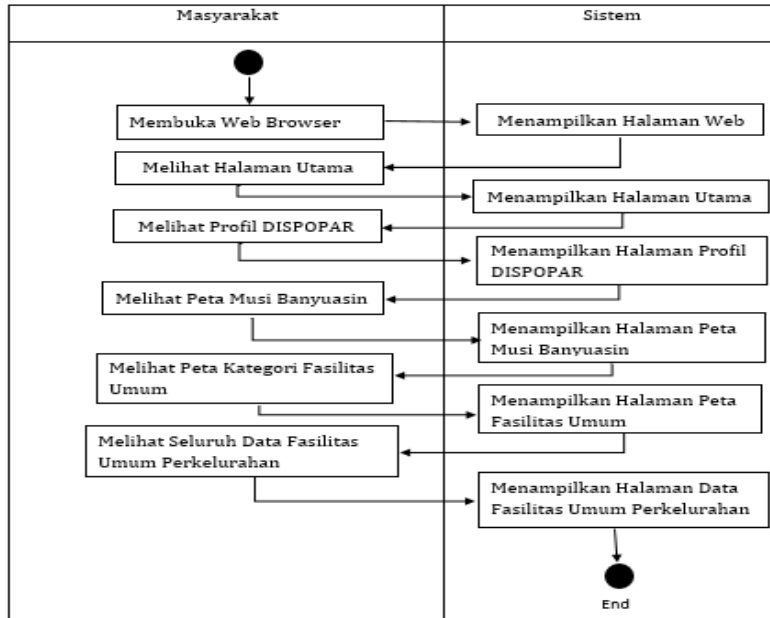 Masyarakat
Sistem
Membuka Web Browser
Menampilkan Halaman Web
Melihat Halaman Utama
Menampilkan Halaman Utama
Melihat Profil DISPOPAR
Menampilkan Halaman Profil
DISPOPAR
Melihat Peta Musi Banyuasin
Menampilkan Halaman Peta
Musi Banyuasin
Melihat Peta Kategori Fasilitas
Umum
Menampilkan Halaman Peta
Fasilitas Umum
Melihat Seluruh Data Fasilitas
Umum Perkelurahan
Menampilkan Halaman Data
Fasilitas Umum Perkelurahan
End